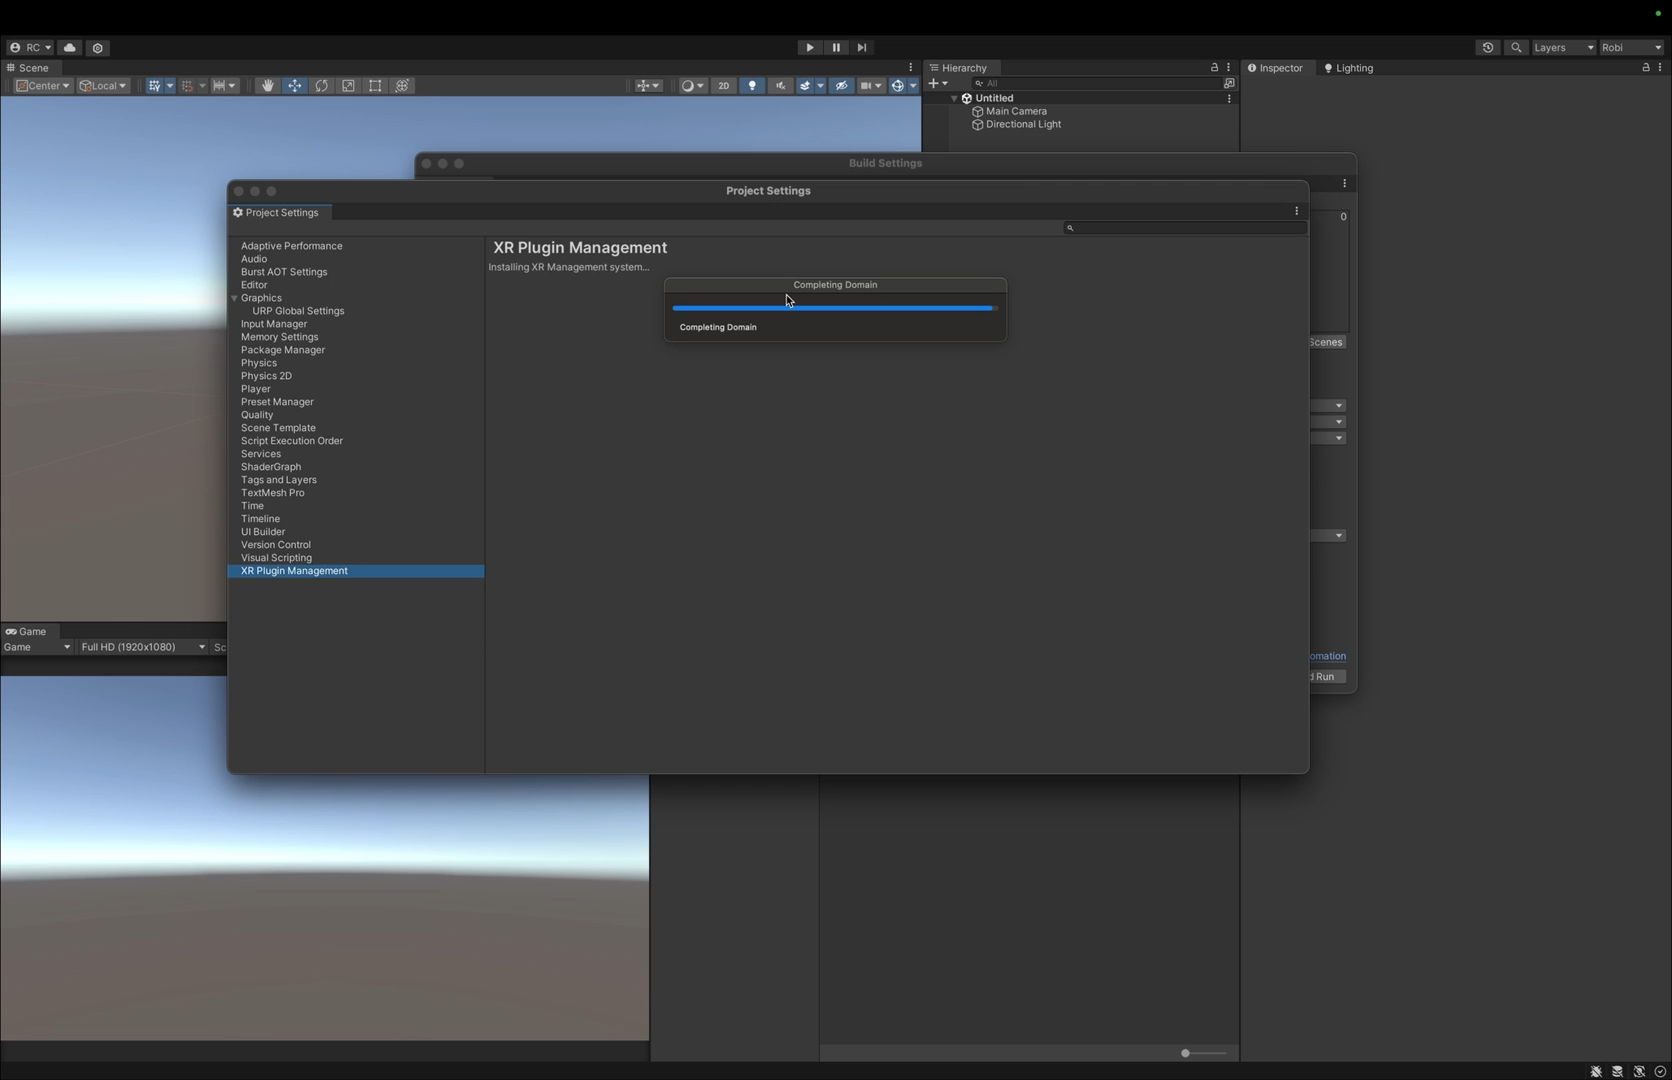 RC
Layers
Robi
Scene
Hierarchy
Inspector
Lighting
Center
Local
2D
All
Untitled
Main Camera
Directional Light
Build Settings
Project Settings
Project Settings
0
Adaptive Performance
Audio
Burst AOT Settings
Editor
Graphics
URP Global Settings
Input Manager
Memory Settings
Package Manager
Physics
Physics 2D
Player
Preset Manager
Quality
Scene Template
Script Execution Order
Services
ShaderGraph
Tags and Layers
TextMesh Pro
Time
Timeline
UI Builder
Version Control
Visual Scripting
XR Plugin Management
XR Plugin Management
Installing XR Management system...
Completing Domain
Completing Domain
Scenes
omation
d Run
Game
Game
Full HD (1920x1080)
Sc